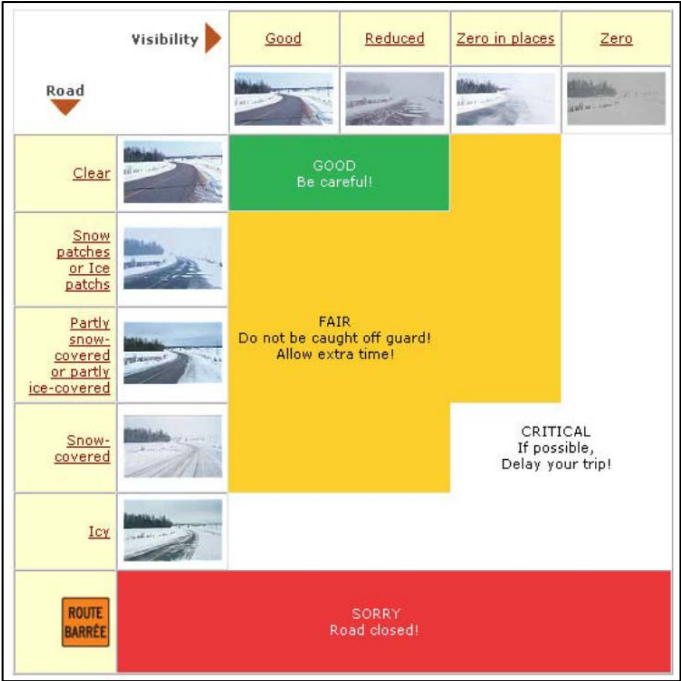 Visibility
Good
Reduced
Zero in places
Zero
Road
Clear
GOOD
Be careful!
Snow
patches
or Ice
patchs
FAIR
Do not be caught off guard!
Allow extra time!
Partly
snow-
covered
or partly
ice-covered
Snow-
covered
CRITICAL
If possible,
Delay your trip!
Icy
ROUTE
BARRÉE
SORRY
Road closed!